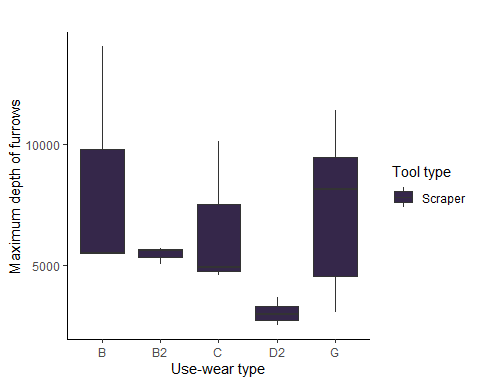 Maximum depth of furrows
10000
5000
B B2 C D2 G
Use-wear type
Tool type
Scraper